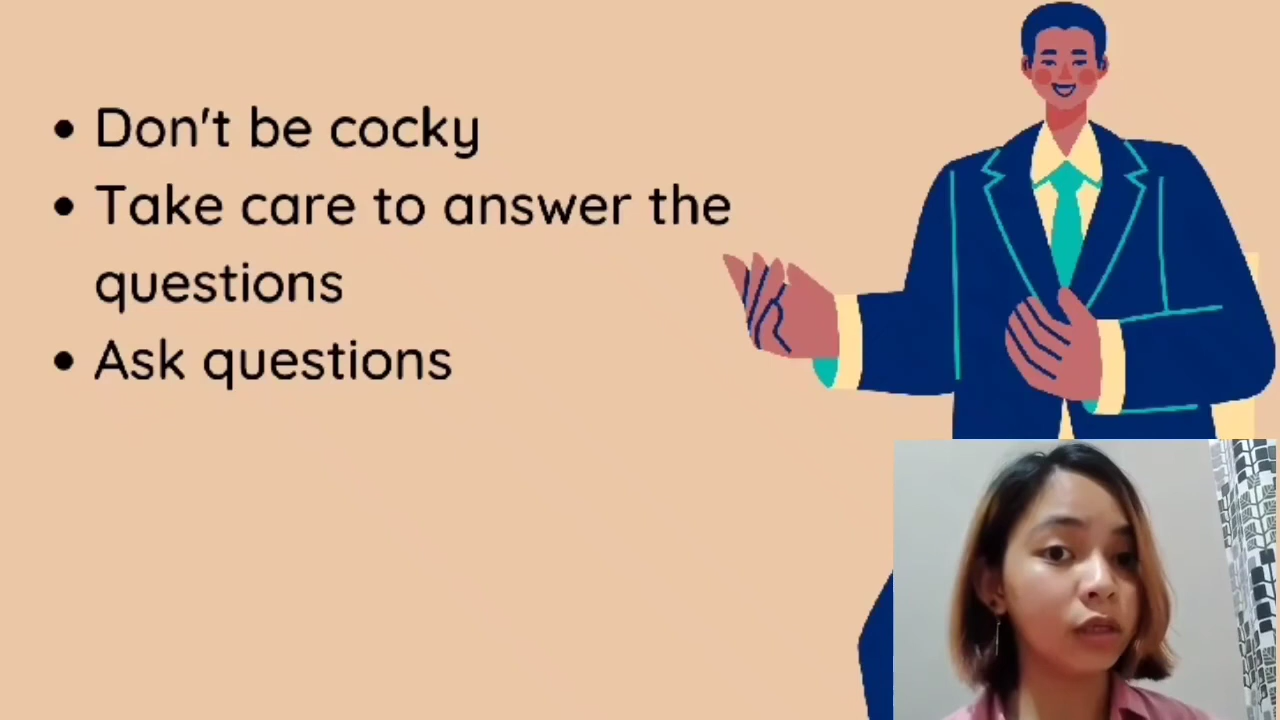 • Don't be cocky
• Take care to answer the
questions
• Ask questions